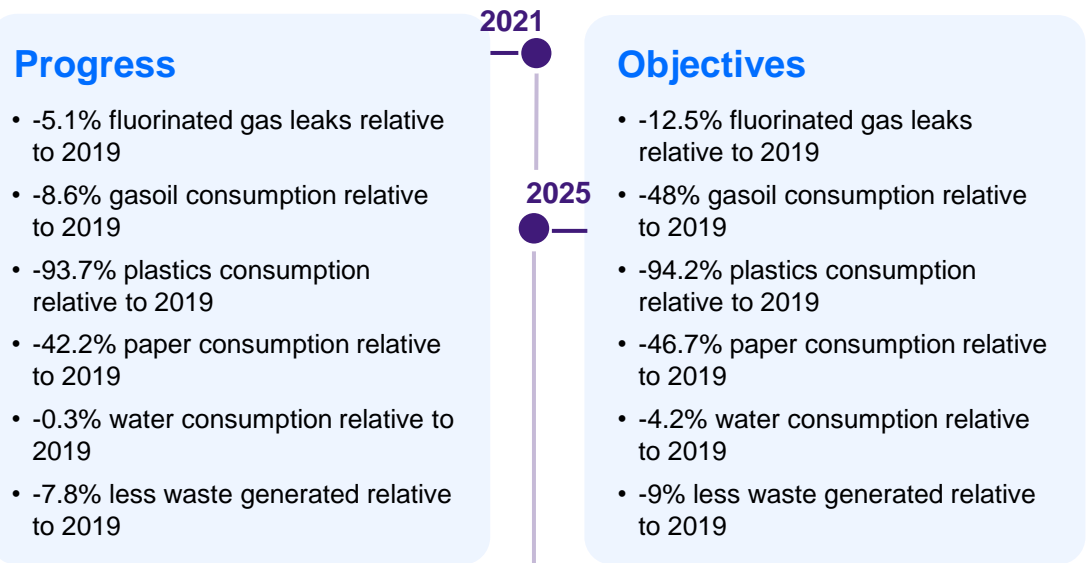 2021
Progress
• -5.1% fluorinated gas leaks relative
to 2019
• -8.6% gasoil consumption relative
to 2019
• -93.7% plastics consumption
relative to 2019
• -42.2% paper consumption relative
to 2019
• -0.3% water consumption relative to
2019
• -7.8% less waste generated relative
to 2019
2025
Objectives
• -12.5% fluorinated gas leaks
relative to 2019
• -48% gasoil consumption relative
to 2019
• -94.2% plastics consumption
relative to 2019
• -46.7% paper consumption relative
to 2019
• -4.2% water consumption relative
to 2019
• -9% less waste generated relative
to 2019